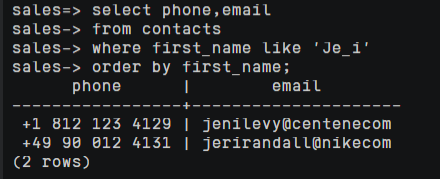 sales=> select phone,email
sales-> from contacts
sales-> where first_name like 'Je_i'
sales-> order by first_name;
      phone      |        email
-----------------+---------------------
 +1 812 123 4129 | jenilevy@centenecom
 +49 90 012 4131 | jerirandall@nikecom
(2 rows)